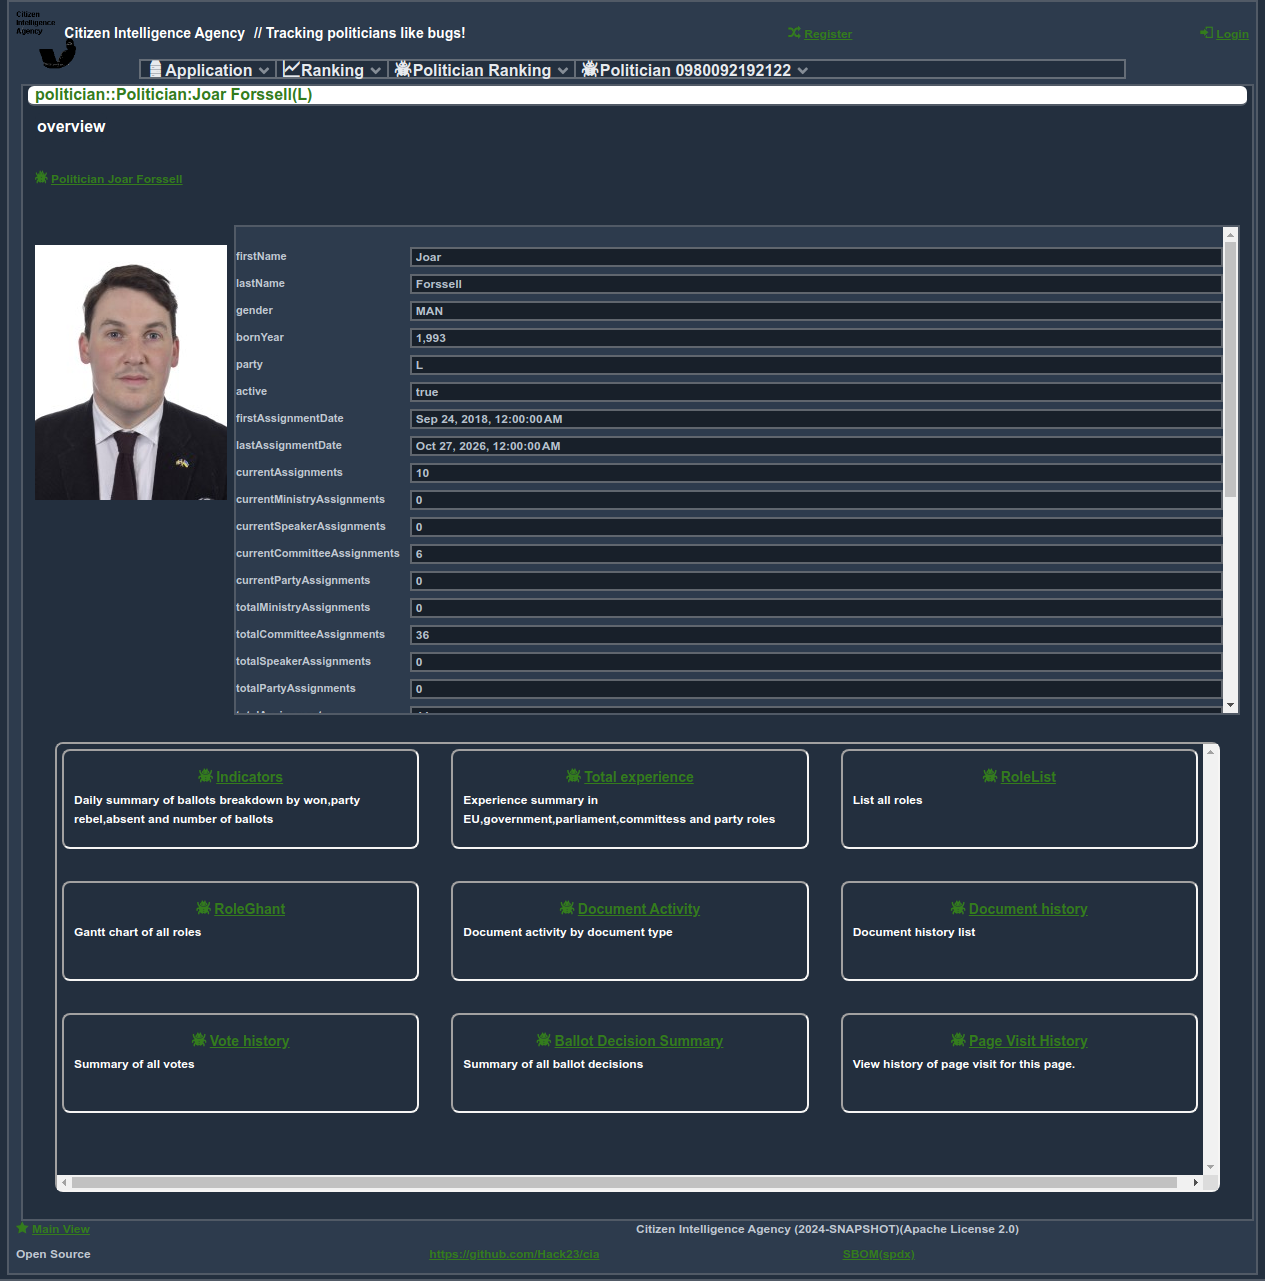 Citizen
Intelligence
Agency
Citizen Intelligence Agency // Tracking politicians like bugs!
Register
Login
Application
Ranking
Politician Ranking
Politician 0980092192122
politician::Politician:Joar Forssell(L)
overview
Politician Joar Forssell
firstName Joar
lastName Forssell
gender MAN
bornYear 1,993
party L
active true
firstAssignmentDate Sep 24, 2018, 12:00:00 AM
lastAssignmentDate Oct 27, 2026, 12:00:00 AM
currentAssignments 10
currentMinistryAssignments 0
currentSpeakerAssignments 0
currentCommitteeAssignments 6
currentPartyAssignments 0
totalMinistryAssignments 0
totalCommitteeAssignments 36
totalSpeakerAssignments 0
totalPartyAssignments 0
Indicators
Daily summary of ballots breakdown by won,party
rebel,absent and number of ballots
Total experience
Experience summary in
EU,government,parliament,committess and party roles
RoleList
List all roles
RoleGhant
Gantt chart of all roles
Document Activity
Document activity by document type
Document history
Document history list
Vote history
Summary of all votes
Ballot Decision Summary
Summary of all ballot decisions
Page Visit History
View history of page visit for this page.
Main View
Citizen Intelligence Agency (2024-SNAPSHOT)(Apache License 2.0)
Open Source
https://github.com/Hack23/cia
SBOM(spdx)